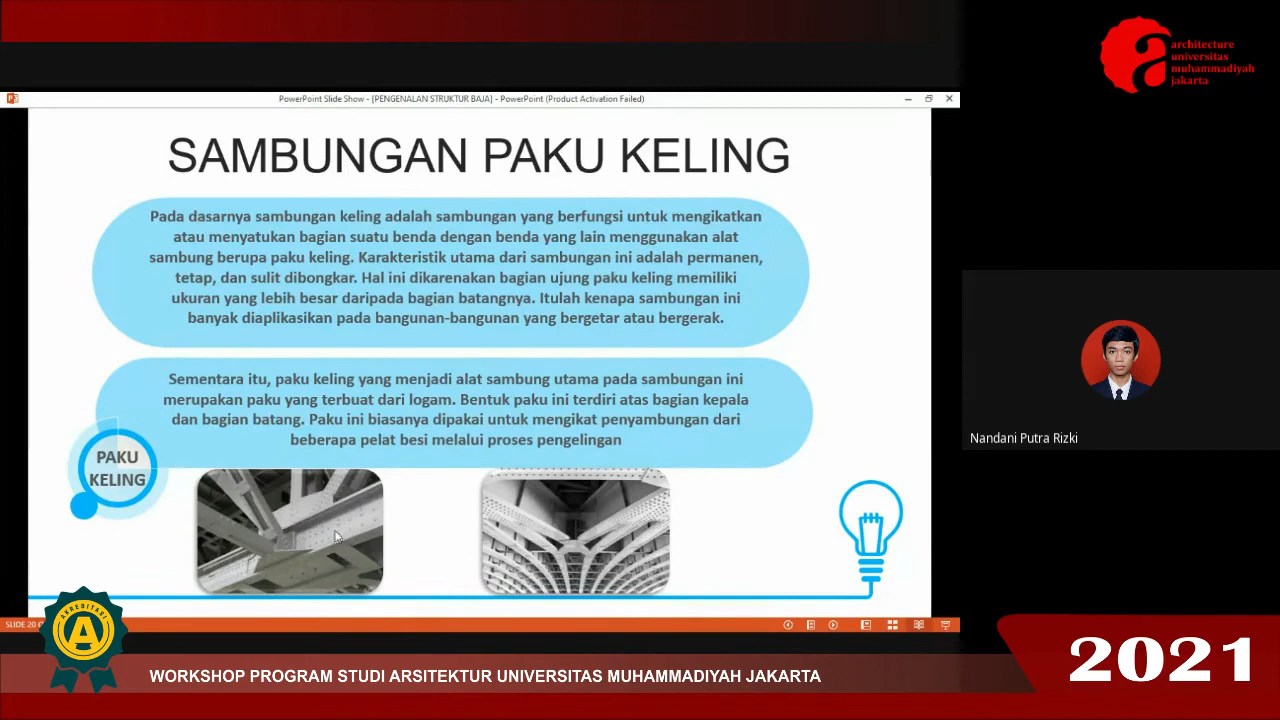 architecture
universitas
muhammadiyah
jakarta
PowerPoint Slide Show - [PENGENALAN STRUKTUR BAJA] - PowerPoint (Product Activation Failed)
SAMBUNGAN PAKU KELING
Pada dasarnya sambungan keling adalah sambungan yang berfungsi untuk mengikatkan
atau menyatukan bagian suatu benda dengan benda yang lain menggunakan alat
sambung berupa paku keling. Karakteristik utama dari sambungan ini adalah permanen,
tetap, dan sulit dibongkar. Hal ini dikarenakan bagian ujung paku keling memiliki
ukuran yang lebih besar daripada bagian batangnya. Itulah kenapa sambungan ini
banyak diaplikasikan pada bangunan-bangunan yang bergetar atau bergerak.
Sementara itu, paku keling yang menjadi alat sambung utama pada sambungan ini
merupakan paku yang terbuat dari logam. Bentuk paku ini terdiri atas bagian kepala
dan bagian batang. Paku ini biasanya dipakai untuk mengikat penyambungan dari
beberapa pelat besi melalui proses pengelingan
PAKU
KELING
Nandani Putra Rizki
SLIDE 20
AKREDITASI
A
WORKSHOP PROGRAM STUDI ARSITEKTUR UNIVERSITAS MUHAMMADIYAH JAKARTA
2021